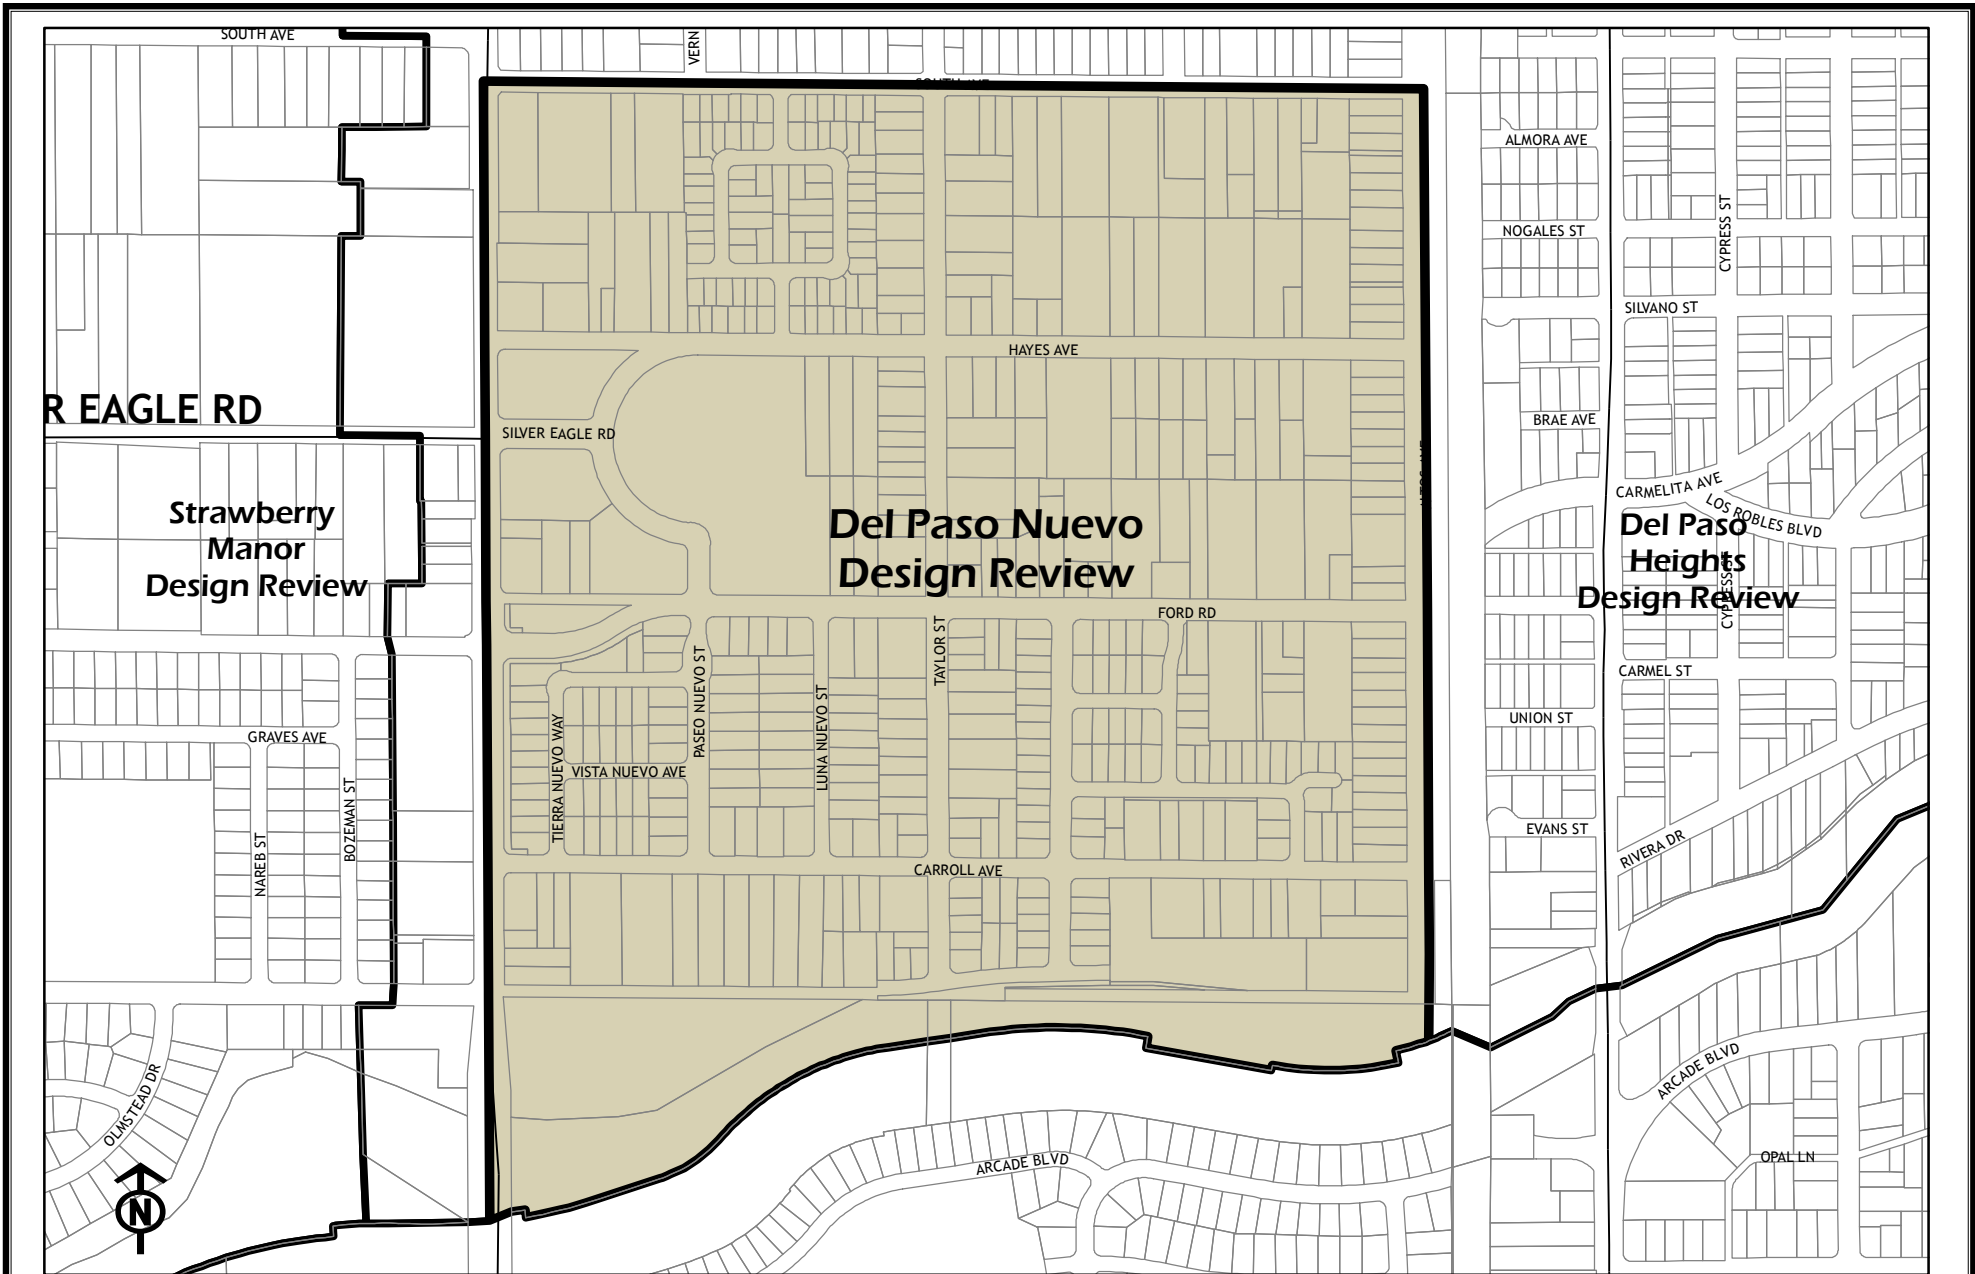 SOUTH AVE
VERN
SOUTH AVE
ALMORA AVE
CYPRESS ST
NOGALES ST
SILVANO ST
HAYES AVE
R EAGLE RD
SILVER EAGLE RD
BRAE AVE
CARMELITA AVE
LOS ROBLES BLVD
Strawberry
Manor
Design Review
Del Paso Nuevo
Design Review
Del Paso
Heights
Design Review
CYPRESS ST
FORD RD
TAYLOR ST
PASEO NUEVO ST
LUNA NUEVO ST
CARMEL ST
UNION ST
GRAVES AVE
TIERRA NUEVO WAY
VISTA NUEVO AVE
BOZEMAN ST
NAREB ST
EVANS ST
RIVERA DR
CARROLL AVE
OLMSTEAD DR
ARCADE BLVD
ARCADE BLVD
OPAL LN
N